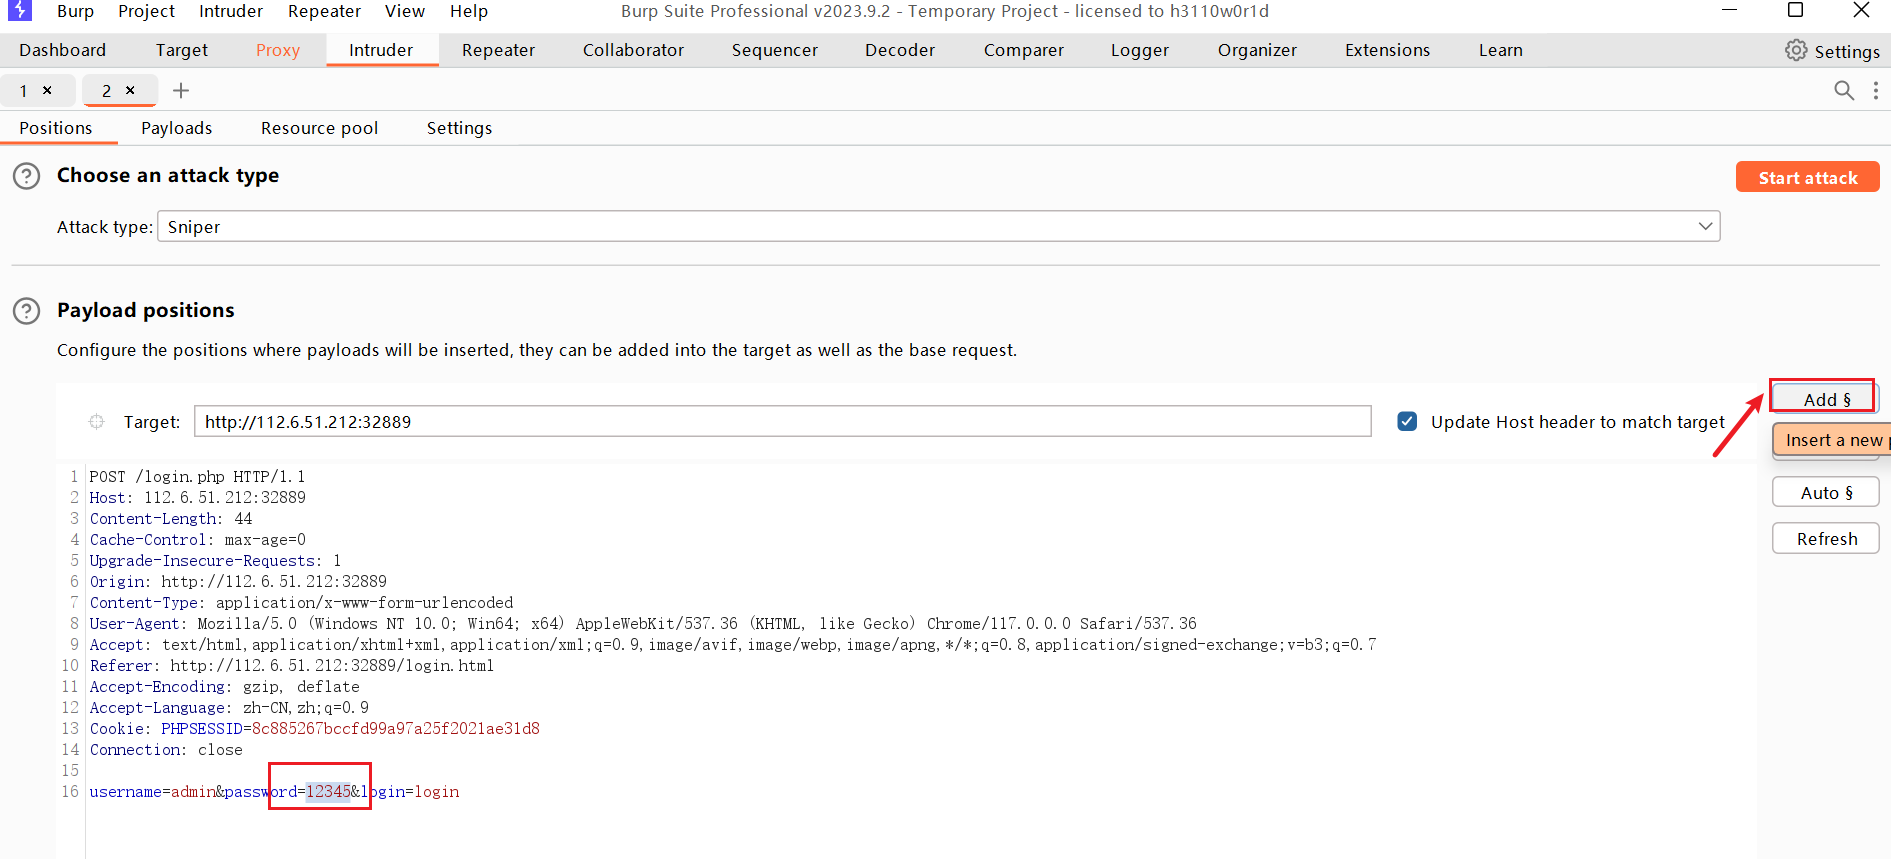 Burp Project Intruder Repeater View Help Burp Suite Professional v2023.9.2 - Temporary Project - licensed to h3110w0r1d
Dashboard Target Proxy Intruder Repeater Collaborator Sequencer Decoder Comparer Logger Organizer Extensions Learn Settings
1 × 2 × +
Positions Payloads Resource pool Settings
? Choose an attack type Start attack
Attack type: Sniper
? Payload positions
Configure the positions where payloads will be inserted, they can be added into the target as well as the base request.
Add §
Target: http://112.6.51.212:32889 Update Host header to match target
Insert a new p
Auto §
Refresh
1 POST /login.php HTTP/1.1
2 Host: 112.6.51.212:32889
3 Content-Length: 44
4 Cache-Control: max-age=0
5 Upgrade-Insecure-Requests: 1
6 Origin: http://112.6.51.212:32889
7 Content-Type: application/x-www-form-urlencoded
8 User-Agent: Mozilla/5.0 (Windows NT 10.0; Win64; x64) AppleWebKit/537.36 (KHTML, like Gecko) Chrome/117.0.0.0 Safari/537.36
9 Accept: text/html,application/xhtml+xml,application/xml;q=0.9,image/avif,image/webp,image/apng,*/*;q=0.8,application/signed-exchange;v=b3;q=0.7
10 Referer: http://112.6.51.212:32889/login.html
11 Accept-Encoding: gzip, deflate
12 Accept-Language: zh-CN,zh;q=0.9
13 Cookie: PHPSESSID=8c885267bccfd99a97a25f2021ae31d8
14 Connection: close
15
16 username=admin&password=12345&login=login